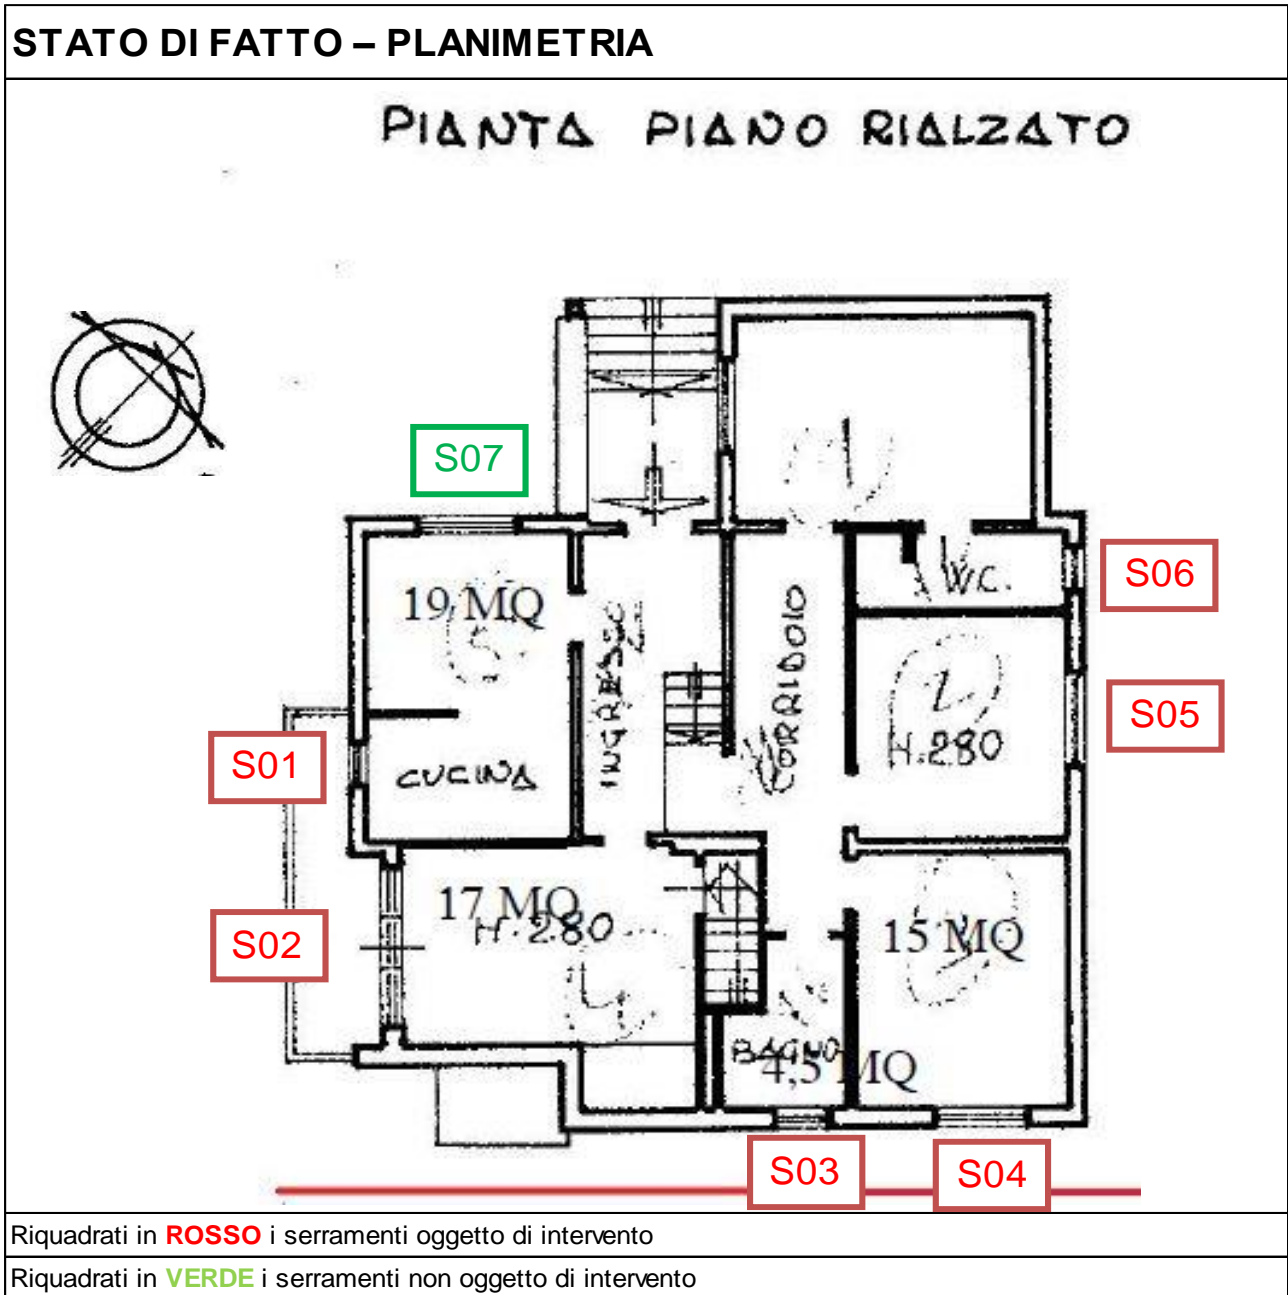 STATO DI FATTO – PLANIMETRIA
PIANTA PIANO RIALZATO
S07
S06
W.C.
19 MQ
INGRESSO
CORRIDOIO
S05
H. 280
S01
CUCINA
17 MQ
H. 280
S02
15 MQ
BAGNO
4,5 MQ
S03
S04
Riquadrati in ROSSO i serramenti oggetto di intervento
Riquadrati in VERDE i serramenti non oggetto di intervento